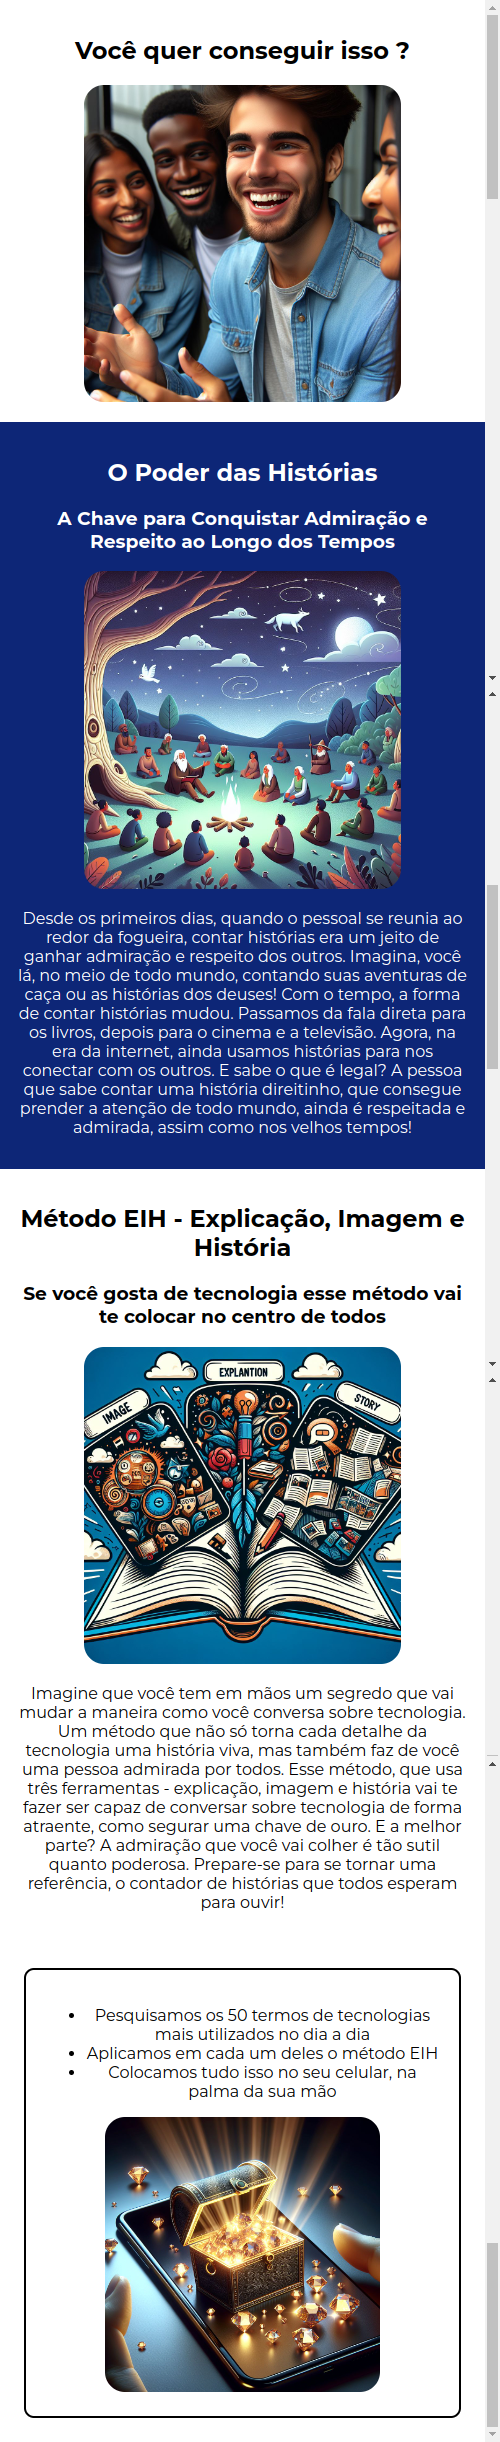 Você quer conseguir isso ?
O Poder das Histórias
A Chave para Conquistar Admiração e
Respeito ao Longo dos Tempos
Desde os primeiros dias, quando o pessoal se reunia ao
redor da fogueira, contar histórias era um jeito de
ganhar admiração e respeito dos outros. Imagina, você
lá, no meio de todo mundo, contando suas aventuras de
caça ou as histórias dos deuses! Com o tempo, a forma
de contar histórias mudou. Passamos da fala direta para
os livros, depois para o cinema e a televisão. Agora, na
era da internet, ainda usamos histórias para nos
conectar com os outros. E sabe o que é legal? A pessoa
que sabe contar uma história direitinho, que consegue
prender a atenção de todo mundo, ainda é respeitada e
admirada, assim como nos velhos tempos!
Método EIH - Explicação, Imagem e
História
Se você gosta de tecnologia esse método vai
te colocar no centro de todos
IMAGE
EXPLANTION
STORY
Imagine que você tem em mãos um segredo que vai
mudar a maneira como você conversa sobre tecnologia.
Um método que não só torna cada detalhe da
tecnologia uma história viva, mas também faz de você
uma pessoa admirada por todos. Esse método, que usa
três ferramentas - explicação, imagem e história vai te
fazer ser capaz de conversar sobre tecnologia de forma
atraente, como segurar uma chave de ouro. E a melhor
parte? A admiração que você vai colher é tão sutil
quanto poderosa. Prepare-se para se tornar uma
referência, o contador de histórias que todos esperam
para ouvir!
• Pesquisamos os 50 termos de tecnologias
mais utilizados no dia a dia
• Aplicamos em cada um deles o método EIH
• Colocamos tudo isso no seu celular, na
palma da sua mão